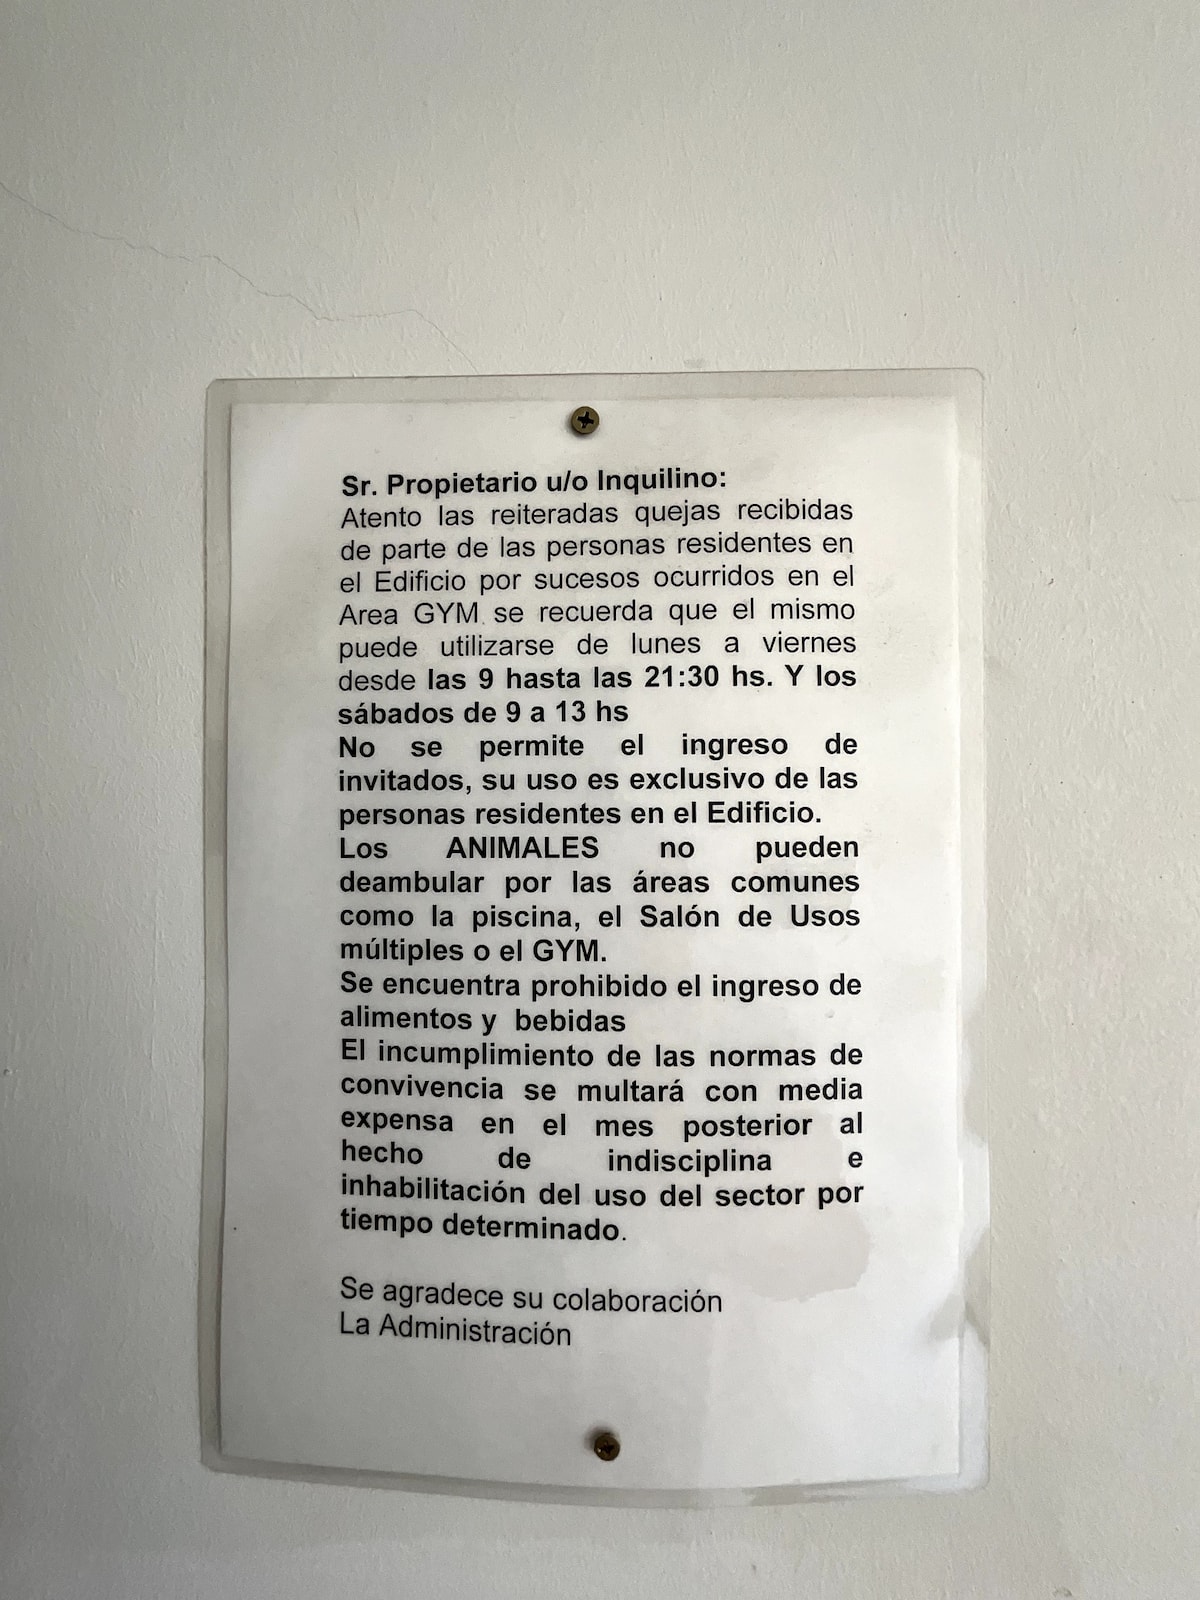 Sr. Propietario u/o Inquilino:
Atento las reiteradas quejas recibidas
de parte de las personas residentes en
el Edificio por sucesos ocurridos en el
Area GYM se recuerda que el mismo
puede utilizarse de lunes a viernes
desde las 9 hasta las 21:30 hs. Y los
sábados de 9 a 13 hs
No se permite el ingreso de
invitados, su uso es exclusivo de las
personas residentes en el Edificio.
Los ANIMALES no pueden
deambular por las áreas comunes
como la piscina, el Salón de Usos
múltiples o el GYM.
Se encuentra prohibido el ingreso de
alimentos y bebidas
El incumplimiento de las normas de
convivencia se multará con media
expensa en el mes posterior al
hecho de indisciplina e
inhabilitación del uso del sector por
tiempo determinado.
Se agradece su colaboración
La Administración